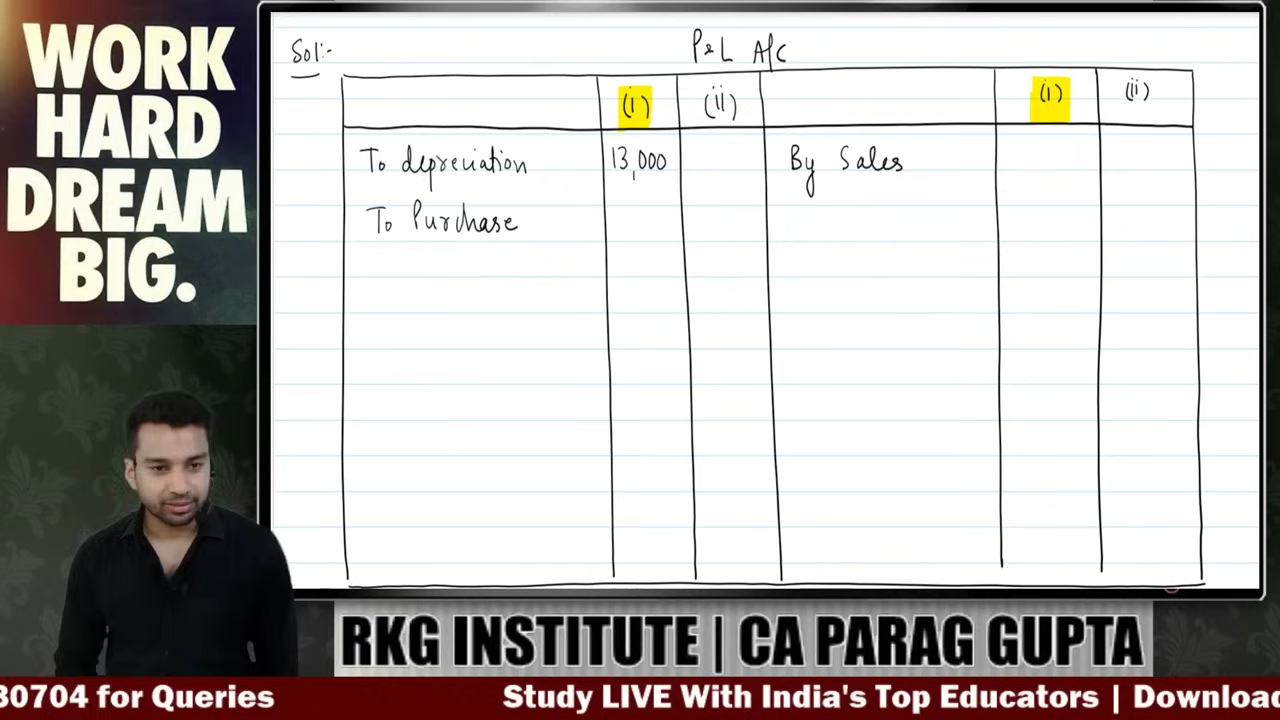 WORK
HARD
DREAM
BIG.
Sol:-
P&L A/C
(i) (ii) (i) (ii)
To depreciation 13,000 By Sales
To Purchase
RKG INSTITUTE | CA PARAG GUPTA
30704 for Queries Study LIVE With India's Top Educators | Download